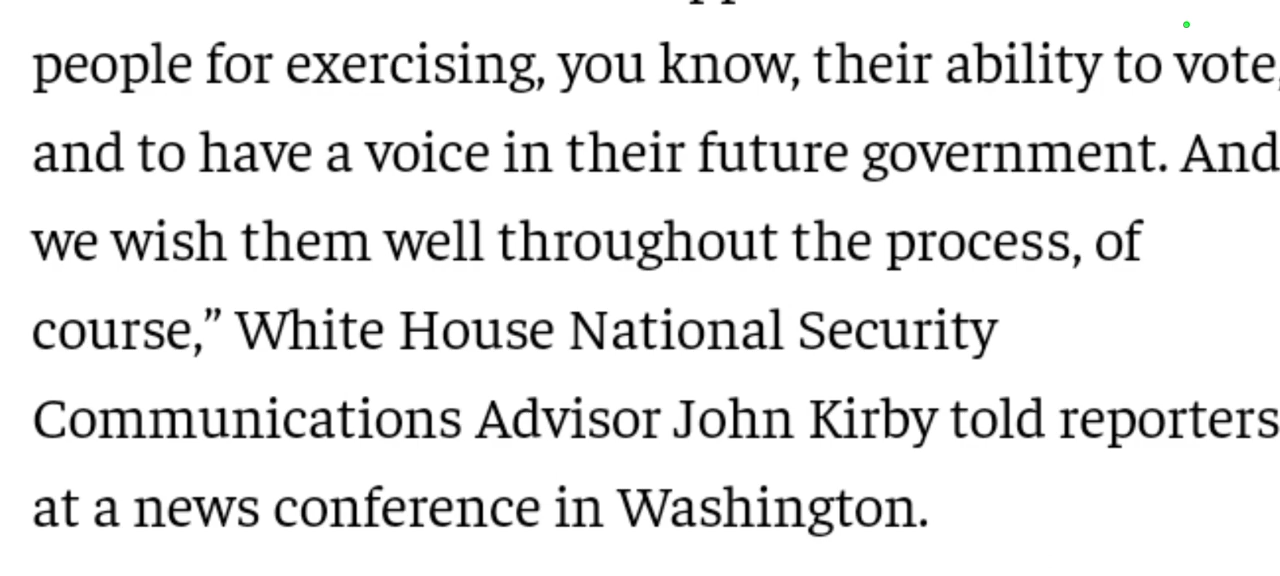 people for exercising, you know, their ability to vote,
and to have a voice in their future government. And
we wish them well throughout the process, of
course,” White House National Security
Communications Advisor John Kirby told reporters
at a news conference in Washington.